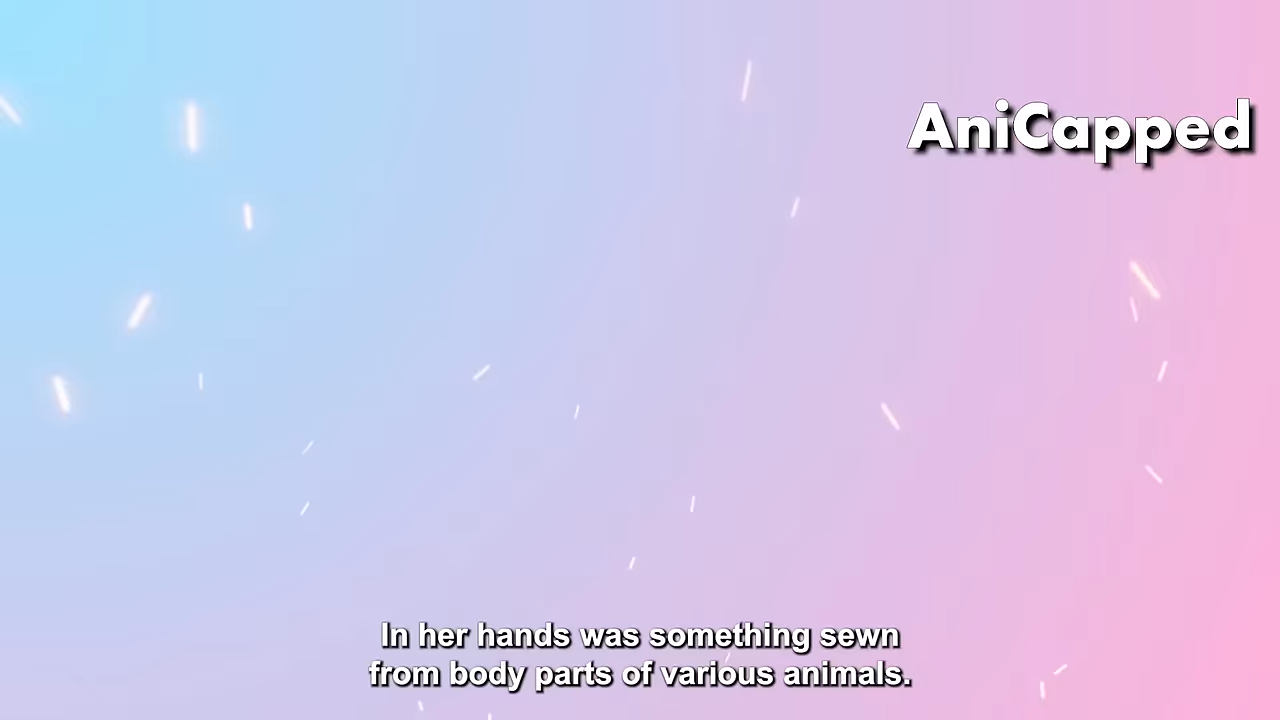 AniCapped
In her hands was something sewn
from body parts of various animals.